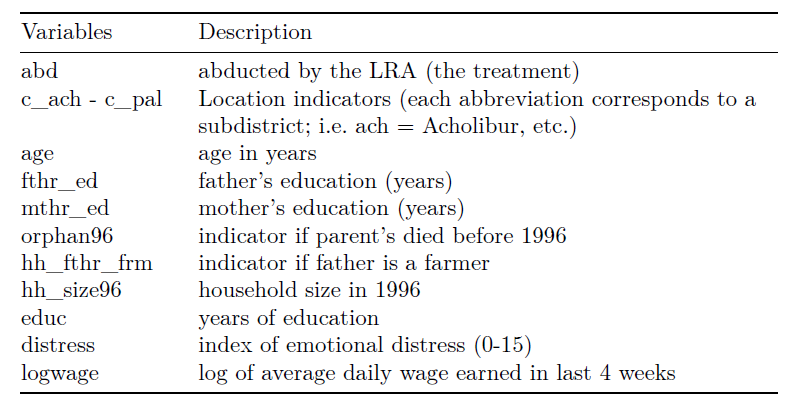 Variables Description
abd abducted by the LRA (the treatment)
c_ach - c_pal Location indicators (each abbreviation corresponds to a
subdistrict; i.e. ach = Acholibur, etc.)
age age in years
fthr_ed father's education (years)
mthr_ed mother's education (years)
orphan96 indicator if parent's died before 1996
hh_fthr_frm indicator if father is a farmer
hh_size96 household size in 1996
educ years of education
distress index of emotional distress (0-15)
logwage log of average daily wage earned in last 4 weeks